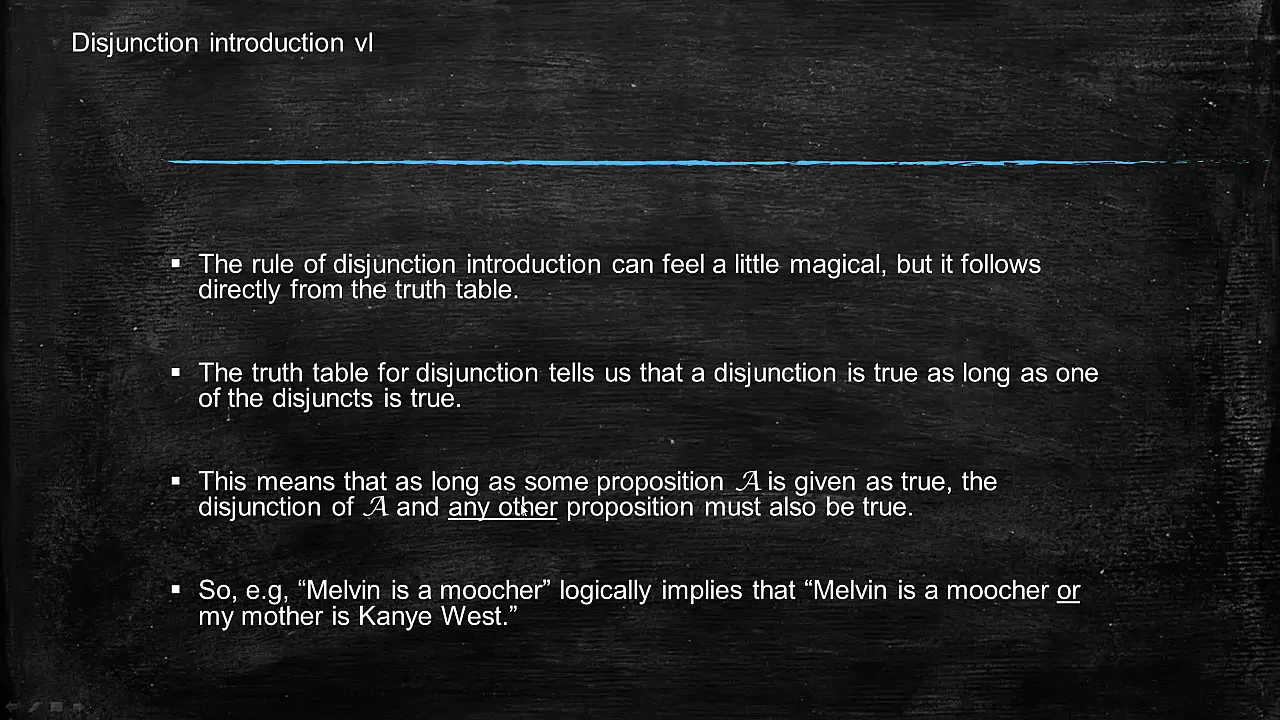 Disjunction introduction vI
▪ The rule of disjunction introduction can feel a little magical, but it follows
directly from the truth table.
▪ The truth table for disjunction tells us that a disjunction is true as long as one
of the disjuncts is true.
▪ This means that as long as some proposition 𝒜 is given as true, the
disjunction of 𝒜 and any other proposition must also be true.
▪ So, e.g, “Melvin is a moocher” logically implies that “Melvin is a moocher or
my mother is Kanye West.”